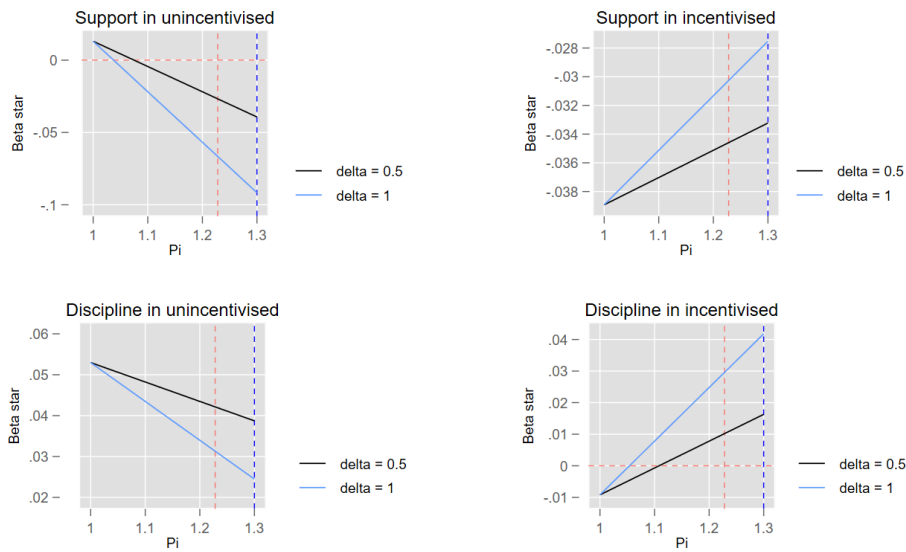 Support in unincentivised
0
-.05
-.1
Beta star
1 1.1 1.2 1.3
Pi
delta = 0.5
delta = 1
Support in incentivised
-.028
-.03
-.032
-.034
-.036
-.038
Beta star
1 1.1 1.2 1.3
Pi
delta = 0.5
delta = 1
Discipline in unincentivised
.06
.05
.04
.03
.02
Beta star
1 1.1 1.2 1.3
Pi
delta = 0.5
delta = 1
Discipline in incentivised
.04
.03
.02
.01
0
-.01
Beta star
1 1.1 1.2 1.3
Pi
delta = 0.5
delta = 1